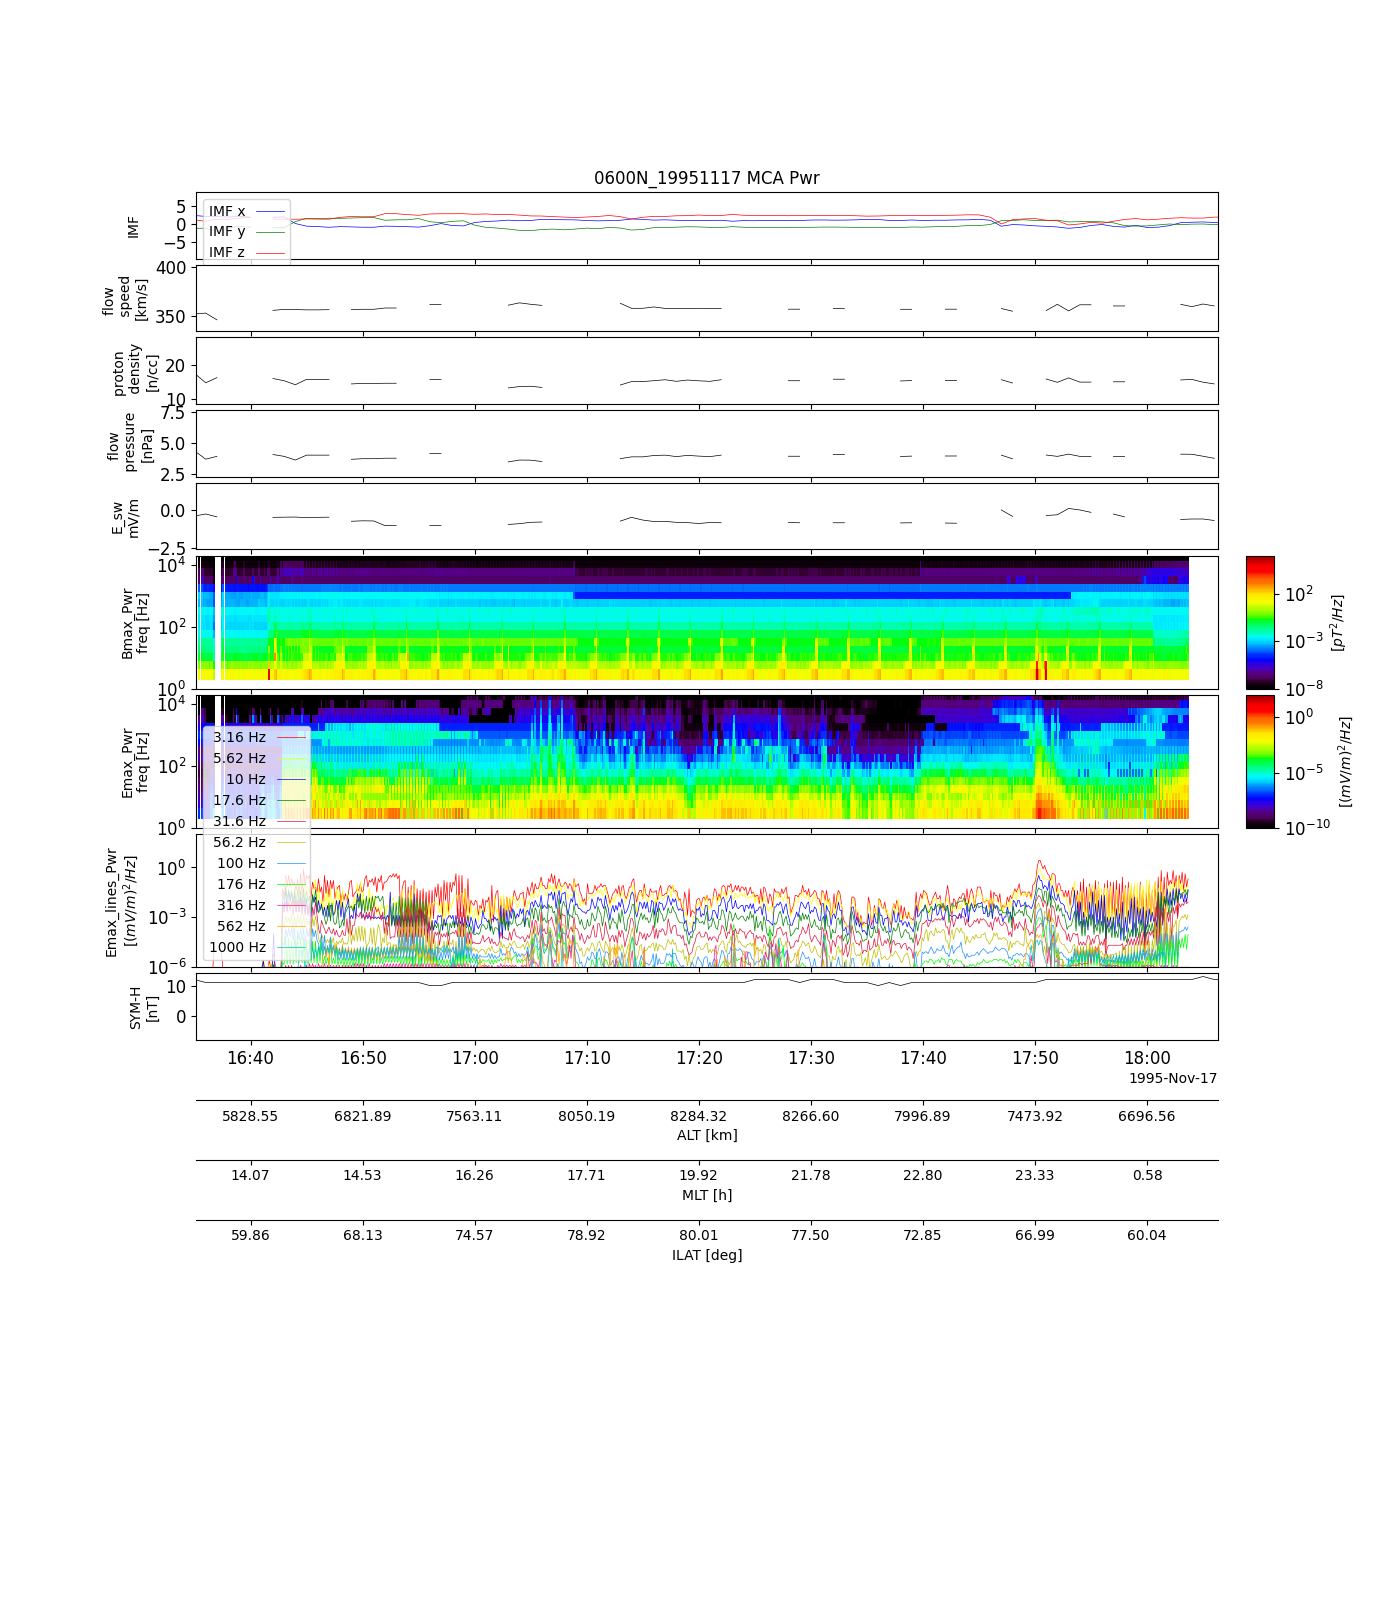 0600N_19951117 MCA Pwr
IMF
5
0
−5
IMF x
IMF y
IMF z
flow
speed
[km/s]
400
350
proton
density
[n/cc]
20
10
flow
pressure
[nPa]
7.5
5.0
2.5
E_sw
mV/m
0.0
−2.5
Bmax_Pwr
freq [Hz]
10^4
10^2
10^0
10^2
10^−3
10^−8
[pT^2/Hz]
Emax_Pwr
freq [Hz]
10^4
10^2
10^0
10^0
10^−5
10^−10
[(mV/m)^2/Hz]
3.16 Hz
5.62 Hz
10 Hz
17.6 Hz
31.6 Hz
56.2 Hz
100 Hz
176 Hz
316 Hz
562 Hz
1000 Hz
Emax_lines_Pwr
[(mV/m)^2/Hz]
10^0
10^−3
10^−6
SYM-H
[nT]
10
0
16:40 16:50 17:00 17:10 17:20 17:30 17:40 17:50 18:00
1995-Nov-17
5828.55 6821.89 7563.11 8050.19 8284.32 8266.60 7996.89 7473.92 6696.56
ALT [km]
14.07 14.53 16.26 17.71 19.92 21.78 22.80 23.33 0.58
MLT [h]
59.86 68.13 74.57 78.92 80.01 77.50 72.85 66.99 60.04
ILAT [deg]